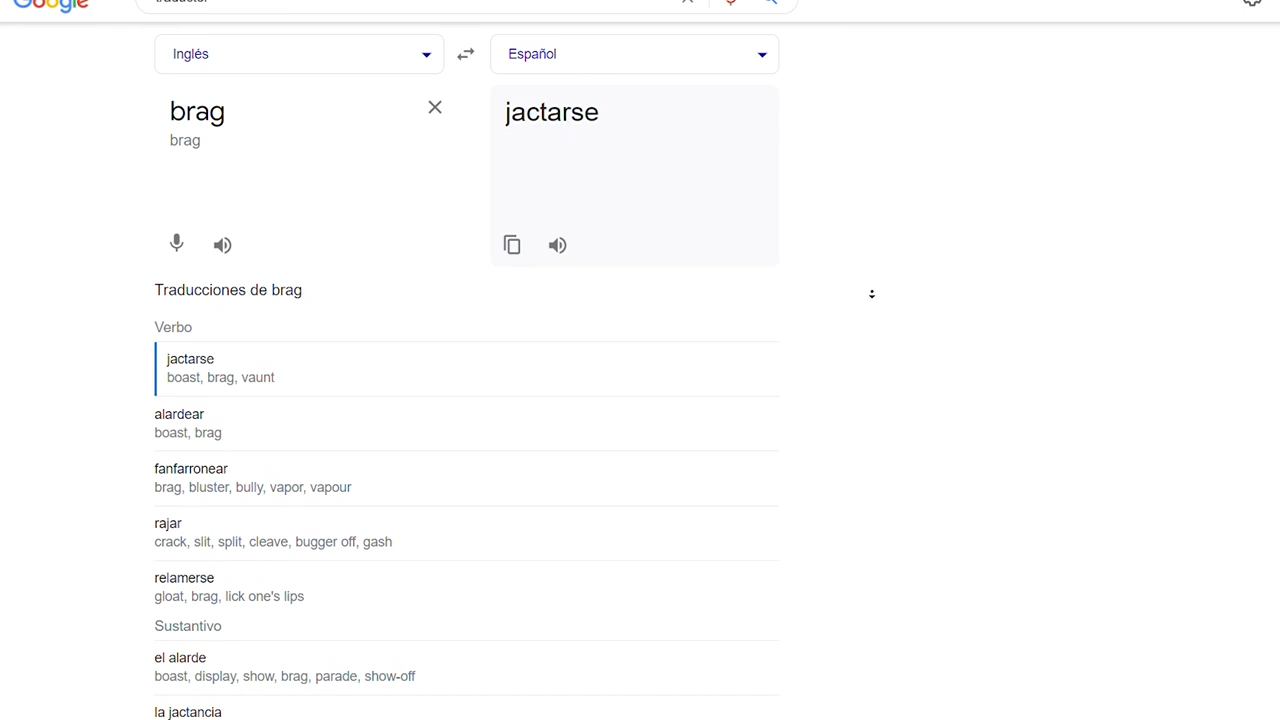 Google
traductor
Inglés
Español
brag
jactarse
brag
Traducciones de brag
Verbo
jactarse
boast, brag, vaunt
alardear
boast, brag
fanfarronear
brag, bluster, bully, vapor, vapour
rajar
crack, slit, split, cleave, bugger off, gash
relamerse
gloat, brag, lick one's lips
Sustantivo
el alarde
boast, display, show, brag, parade, show-off
la jactancia